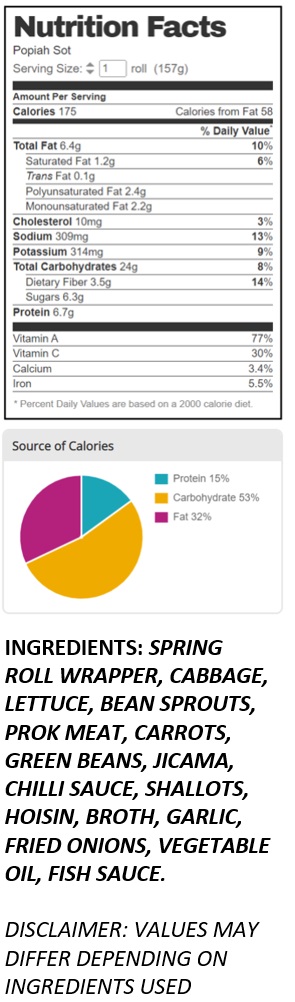 Nutrition Facts
Popiah Sot
Serving Size: 1 roll (157g)
Amount Per Serving
Calories 175 Calories from Fat 58
% Daily Value*
Total Fat 6.4g 10%
Saturated Fat 1.2g 6%
Trans Fat 0.1g
Polyunsaturated Fat 2.4g
Monounsaturated Fat 2.2g
Cholesterol 10mg 3%
Sodium 309mg 13%
Potassium 314mg 9%
Total Carbohydrates 24g 8%
Dietary Fiber 3.5g 14%
Sugars 6.3g
Protein 6.7g
Vitamin A 77%
Vitamin C 30%
Calcium 3.4%
Iron 5.5%
* Percent Daily Values are based on a 2000 calorie diet.
Source of Calories
Protein 15%
Carbohydrate 53%
Fat 32%
INGREDIENTS: SPRING
ROLL WRAPPER, CABBAGE,
LETTUCE, BEAN SPROUTS,
PROK MEAT, CARROTS,
GREEN BEANS, JICAMA,
CHILLI SAUCE, SHALLOTS,
HOISIN, BROTH, GARLIC,
FRIED ONIONS, VEGETABLE
OIL, FISH SAUCE.
DISCLAIMER: VALUES MAY
DIFFER DEPENDING ON
INGREDIENTS USED